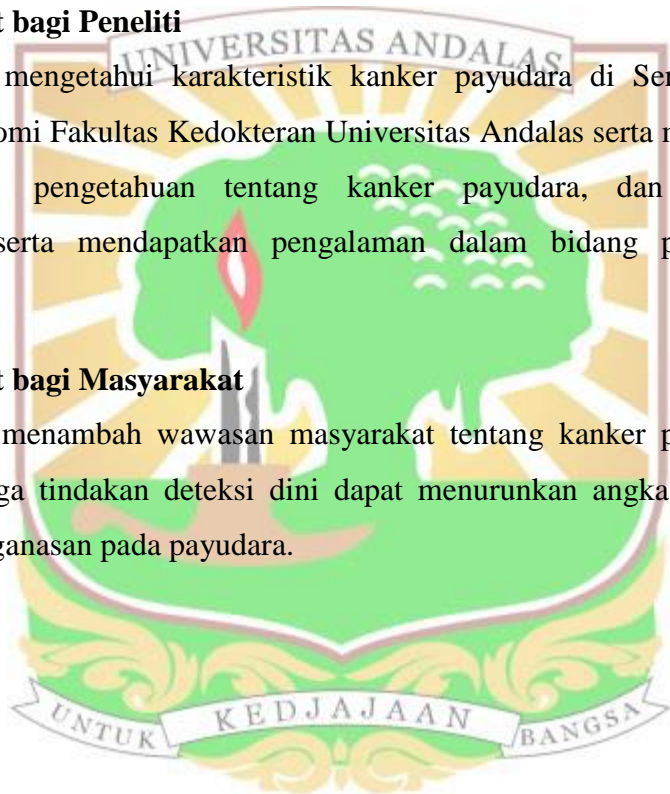 t bagi Peneliti
UNIVERSITAS ANDALAS
mengetahui karakteristik kanker payudara di Ser
omi Fakultas Kedokteran Universitas Andalas serta
pengetahuan tentang kanker payudara, dan
serta mendapatkan pengalaman dalam bidang p
t bagi Masyarakat
menambah wawasan masyarakat tentang kanker p
ga tindakan deteksi dini dapat menurunkan angka
ganasan pada payudara.
UNTUK KEDJAJAAN BANGSA